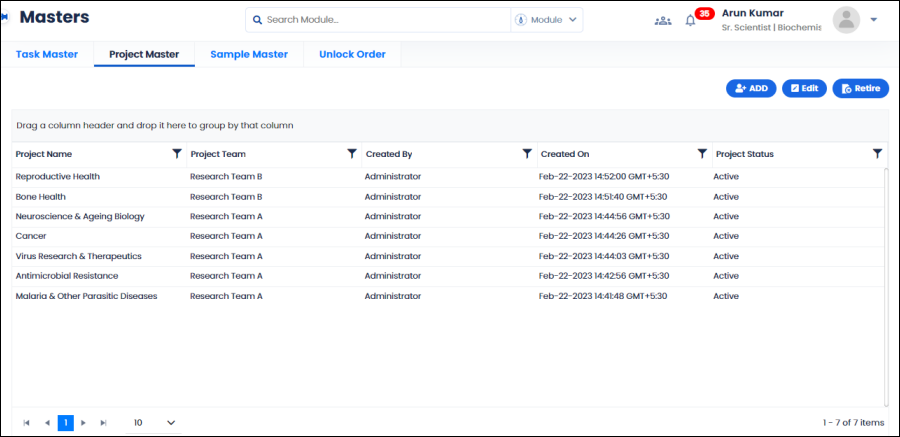 Masters
Search Module..
Module
35
Arun Kumar
Sr. Scientist | Biochemis
Task Master Project Master Sample Master Unlock Order
ADD Edit Retire
Drag a column header and drop it here to group by that column
Project Name Project Team Created By Created On Project Status
Reproductive Health Research Team B Administrator Feb-22-2023 14:52:00 GMT+5:30 Active
Bone Health Research Team B Administrator Feb-22-2023 14:51:40 GMT+5:30 Active
Neuroscience & Ageing Biology Research Team A Administrator Feb-22-2023 14:44:56 GMT+5:30 Active
Cancer Research Team A Administrator Feb-22-2023 14:44:26 GMT+5:30 Active
Virus Research & Therapeutics Research Team A Administrator Feb-22-2023 14:44:03 GMT+5:30 Active
Antimicrobial Resistance Research Team A Administrator Feb-22-2023 14:42:56 GMT+5:30 Active
Malaria & Other Parasitic Diseases Research Team A Administrator Feb-22-2023 14:41:48 GMT+5:30 Active
1 10 1 - 7 of 7 items